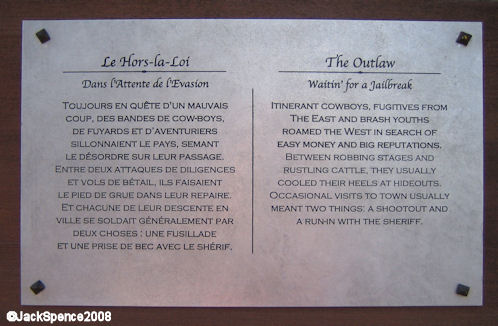 Le Hors-la-Loi
Dans l'Attente de l'Evasion
Toujours en quête d'un mauvais
coup, des bandes de cow-boys,
de fuyards et d'aventuriers
sillonnaient le pays, semant
le désordre sur leur passage.
Entre deux attaques de diligences
et vols de bétail, ils faisaient
le pied de grue dans leur repaire.
Et chacune de leur descente en
ville se soldait généralement par
deux choses : une fusillade
et une prise de bec avec le shérif.
The Outlaw
Waitin' for a Jailbreak
Itinerant cowboys, fugitives from
The East and brash youths
roamed the West in search of
easy money and big reputations.
Between robbing stages and
rustling cattle, they usually
cooled their heels at hideouts.
Occasional visits to town usually
meant two things: a shootout and
a run-in with the sheriff.
©JackSpence2008